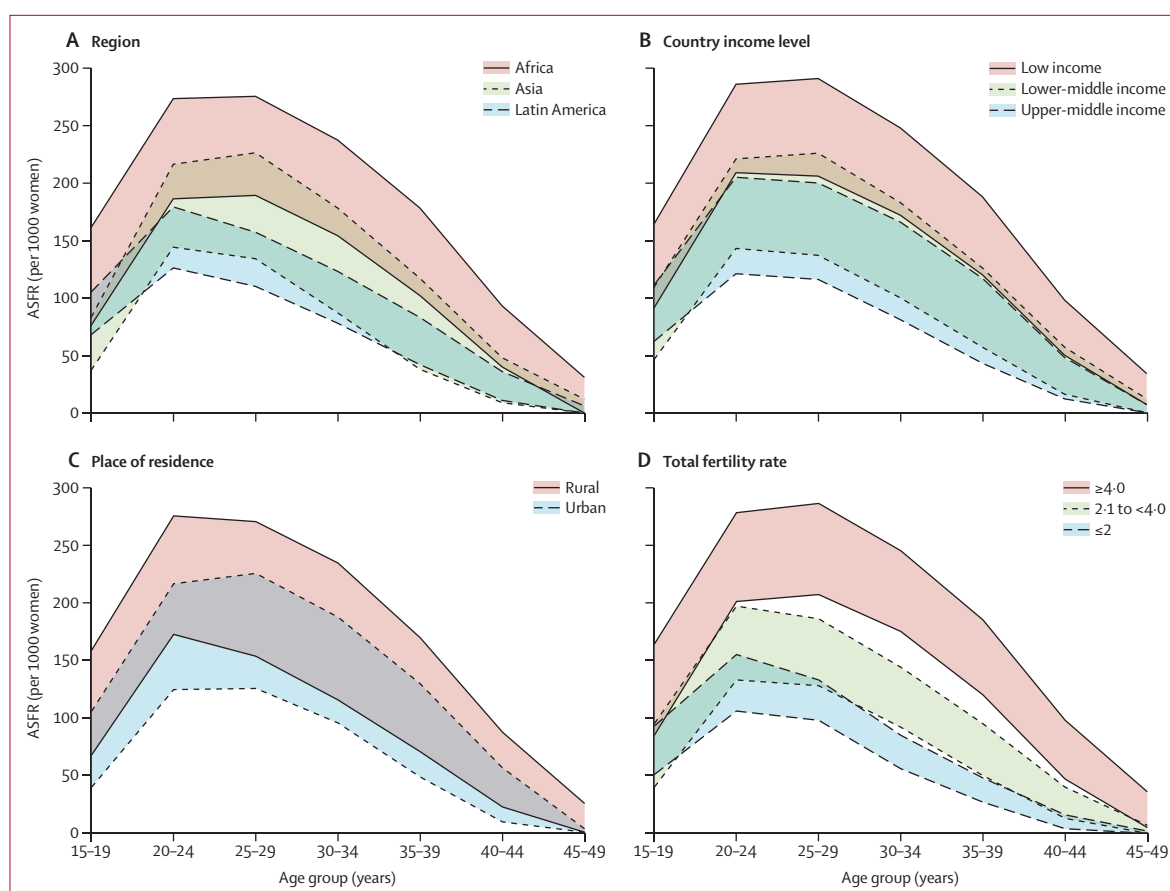 A Region
300
250
200
150
100
50
0
ASFR (per 1000 women)
Africa
Asia
Latin America
B Country income level
Low income
Lower-middle income
Upper-middle income
C Place of residence
300
250
200
150
100
50
0
ASFR (per 1000 women)
Rural
Urban
15–19 20–24 25–29 30–34 35–39 40–44 45–49
Age group (years)
D Total fertility rate
≥4·0
2·1 to <4·0
≤2
15–19 20–24 25–29 30–34 35–39 40–44 45–49
Age group (years)